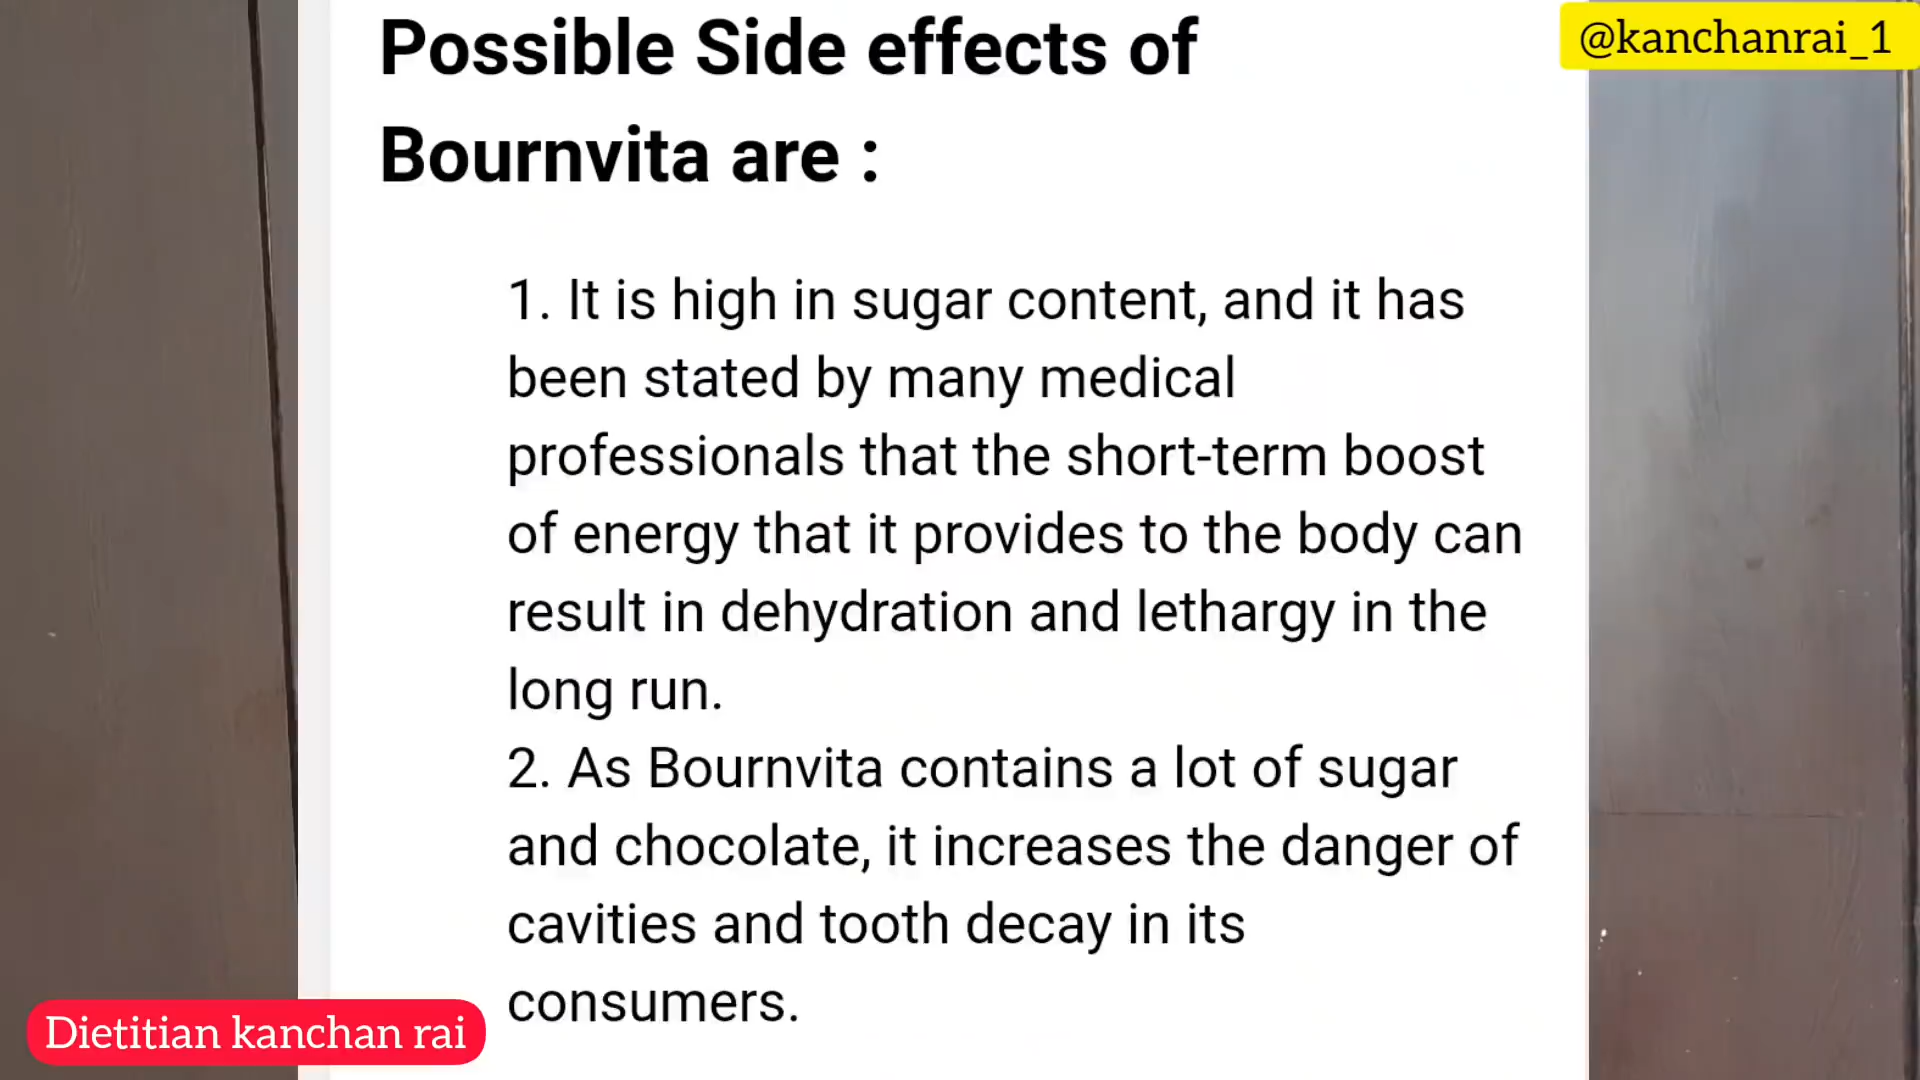 Possible Side effects of
Bournvita are :
@kanchanrai_1
1. It is high in sugar content, and it has
been stated by many medical
professionals that the short-term boost
of energy that it provides to the body can
result in dehydration and lethargy in the
long run.
2. As Bournvita contains a lot of sugar
and chocolate, it increases the danger of
cavities and tooth decay in its
consumers.
Dietitian kanchan rai